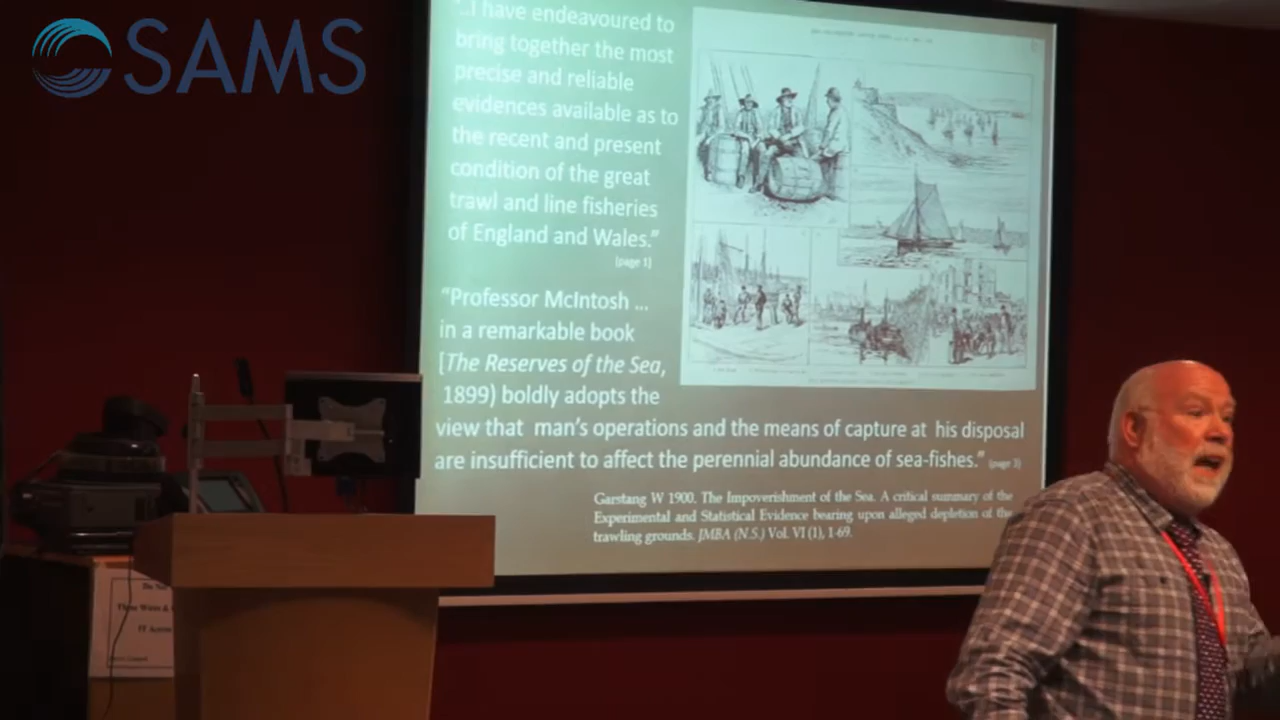 SAMS
"..I have endeavoured to
bring together the most
precise and reliable
evidences available as to
the recent and present
condition of the great
trawl and line fisheries
of England and Wales."
(page 1)
"Professor McIntosh ...
in a remarkable book
[The Reserves of the Sea,
1899) boldly adopts the
view that man's operations and the means of capture at his disposal
are insufficient to affect the perennial abundance of sea-fishes." (page 3)
Garstang W 1900. The Impoverishment of the Sea. A critical summary of the
Experimental and Statistical Evidence bearing upon alleged depletion of the
trawling grounds. JMBA (N.S.) Vol. VI (1), 1-69.